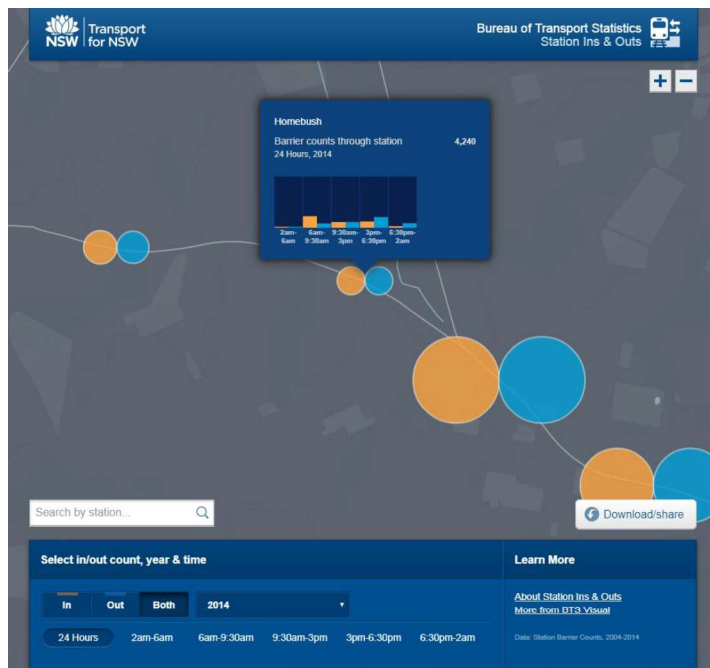 Transport
NSW for NSW
Bureau of Transport Statistics
Station Ins & Outs
+ −
Homebush
Barrier counts through station 4,240
24 Hours, 2014
2am- 6am- 9:30am- 3pm- 6:30pm-
6am 9:30am 3pm 6:30pm 2am
Search by station...
Download/share
Select in/out count, year & time
Learn More
In Out Both 2014
About Station Ins & Outs
More from BTS Visual
24 Hours 2am-6am 6am-9:30am 9:30am-3pm 3pm-6:30pm 6:30pm-2am
Data: Station Barrier Counts, 2004-2014